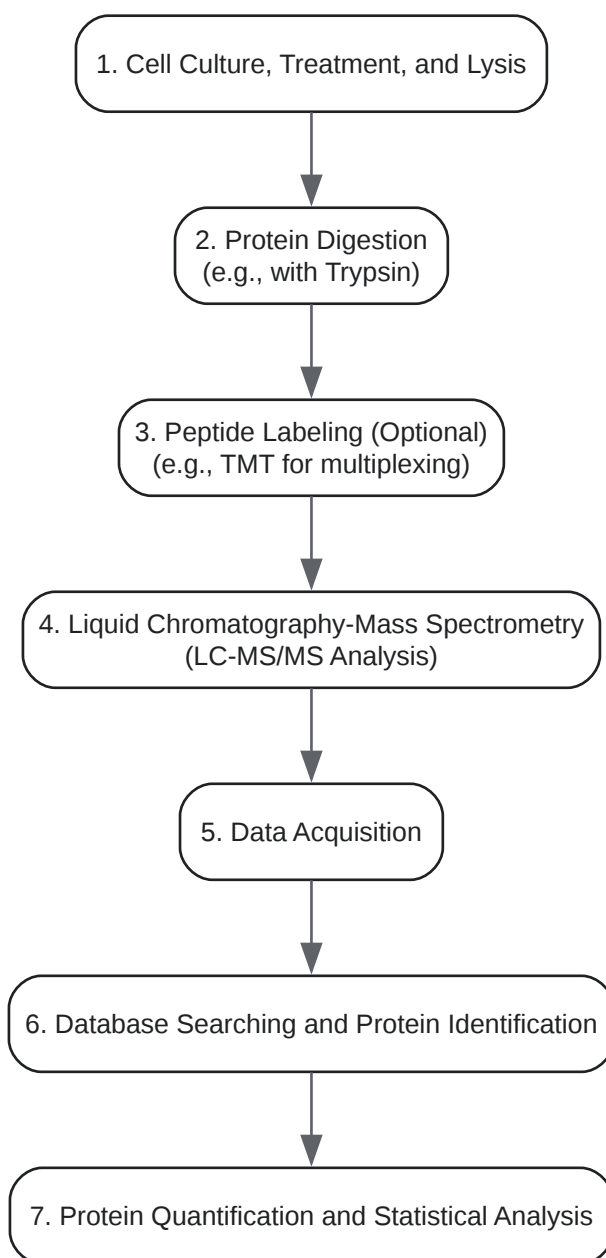 1. Cell Culture, Treatment, and Lysis
2. Protein Digestion
(e.g., with Trypsin)
3. Peptide Labeling (Optional)
(e.g., TMT for multiplexing)
4. Liquid Chromatography-Mass Spectrometry
(LC-MS/MS Analysis)
5. Data Acquisition
6. Database Searching and Protein Identification
7. Protein Quantification and Statistical Analysis